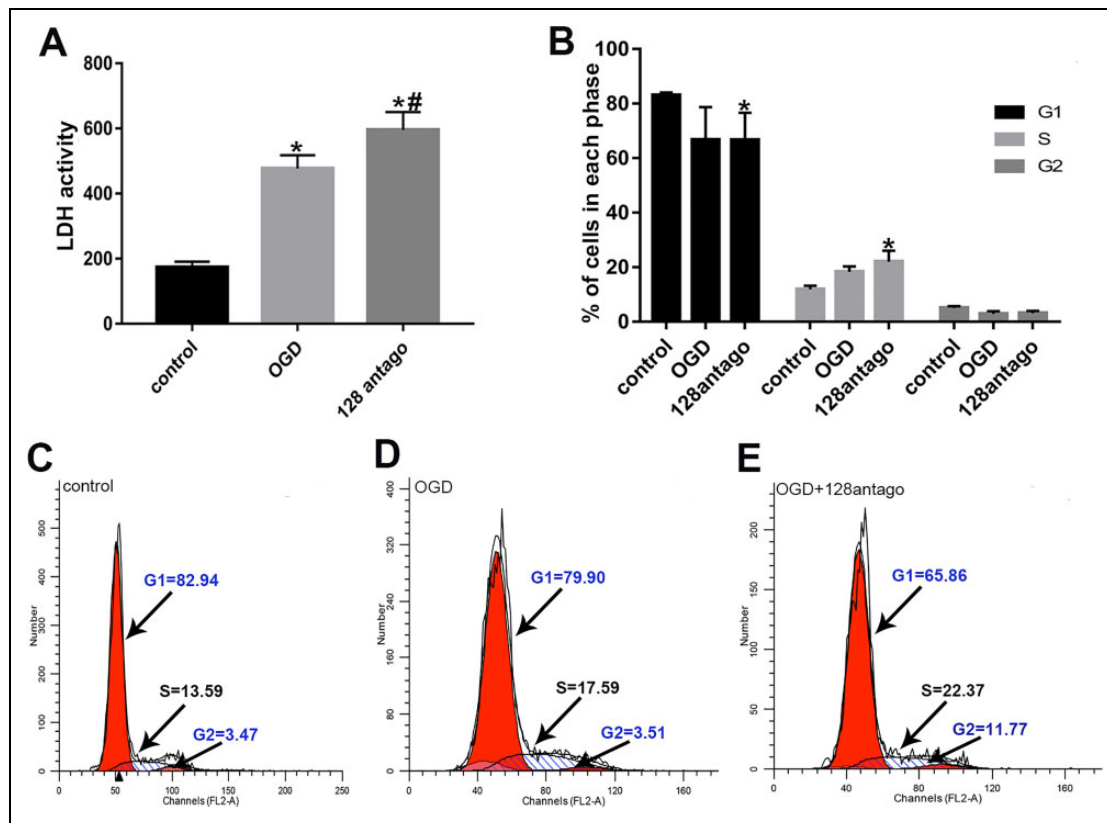 A
LDH activity
800
600
400
200
0
*
*#
control
OGD
128 antago
B
% of cells in each phase
100
80
60
40
20
0
*
*
G1
S
G2
control
OGD
128antago
control
OGD
128antago
control
OGD
128antago
C
control
Number
500
400
300
200
100
0
G1=82.94
S=13.59
G2=3.47
0
50
100
150
200
250
Channels (FL2-A)
D
OGD
Number
400
340
280
220
140
80
0
G1=79.90
S=17.59
G2=3.51
0
40
80
120
160
Channels (FL2-A)
E
OGD+128antago
Number
200
150
100
50
0
G1=65.86
S=22.37
G2=11.77
0
40
80
120
160
Channels (FL2-A)